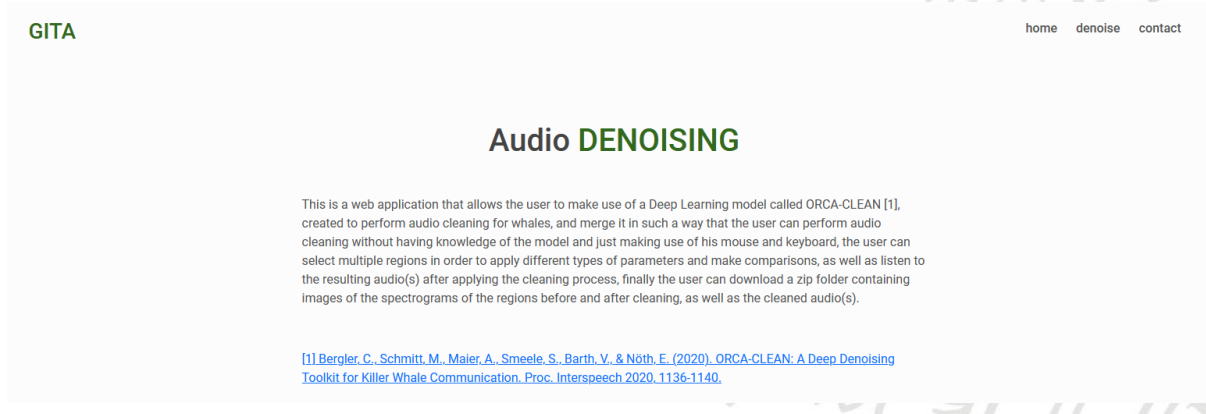 GITA
home denoise contact
Audio DENOISING
This is a web application that allows the user to make use of a Deep Learning model called ORCA-CLEAN [1],
created to perform audio cleaning for whales, and merge it in such a way that the user can perform audio
cleaning without having knowledge of the model and just making use of his mouse and keyboard, the user can
select multiple regions in order to apply different types of parameters and make comparisons, as well as listen to
the resulting audio(s) after applying the cleaning process, finally the user can download a zip folder containing
images of the spectrograms of the regions before and after cleaning, as well as the cleaned audio(s).
[1] Bergler, C., Schmitt, M., Maier, A., Smeele, S., Barth, V., & Nöth, E. (2020). ORCA-CLEAN: A Deep Denoising
Toolkit for Killer Whale Communication. Proc. Interspeech 2020, 1136-1140.